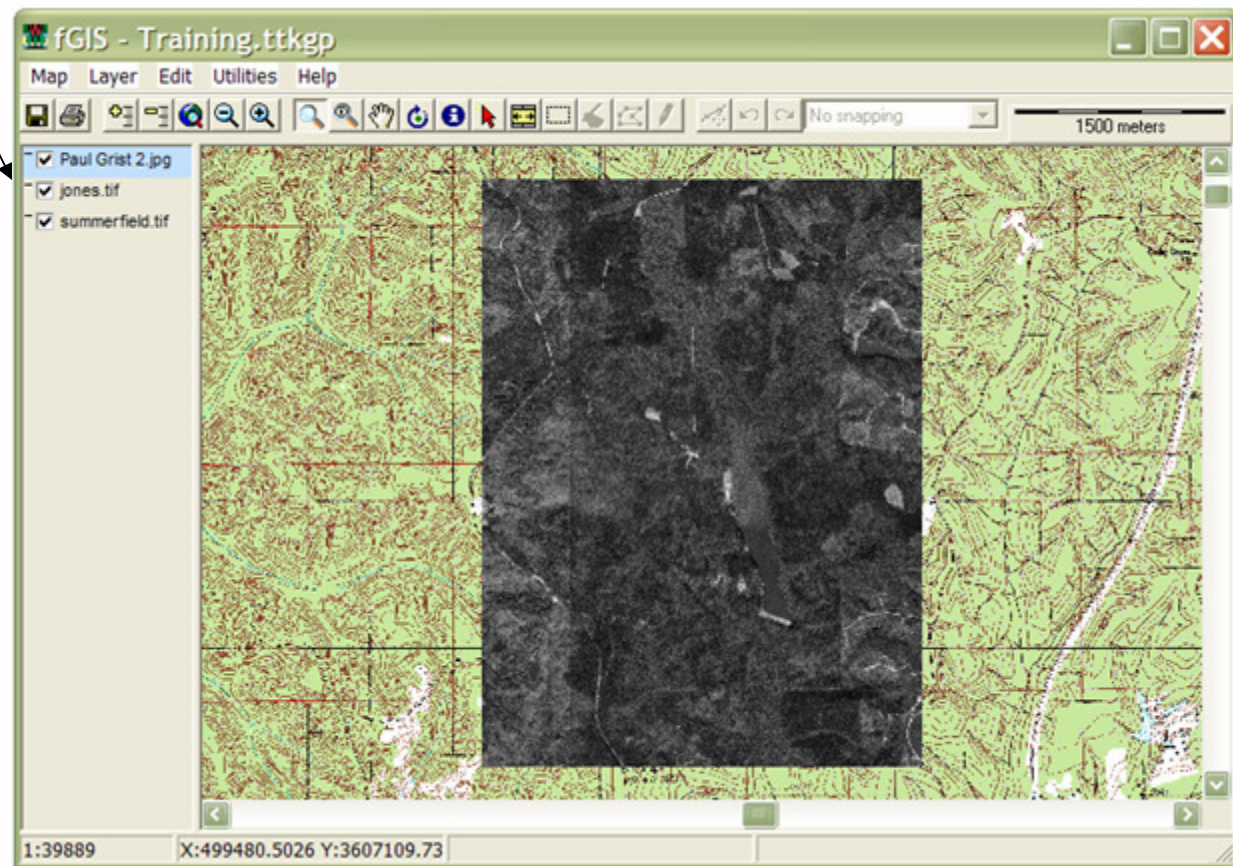 fGIS - Training.ttkgp
Map Layer Edit Utilities Help
No snapping
1500 meters
Paul Grist 2.jpg
jones.tif
summerfield.tif
1:39889 X:499480.5026 Y:3607109.73